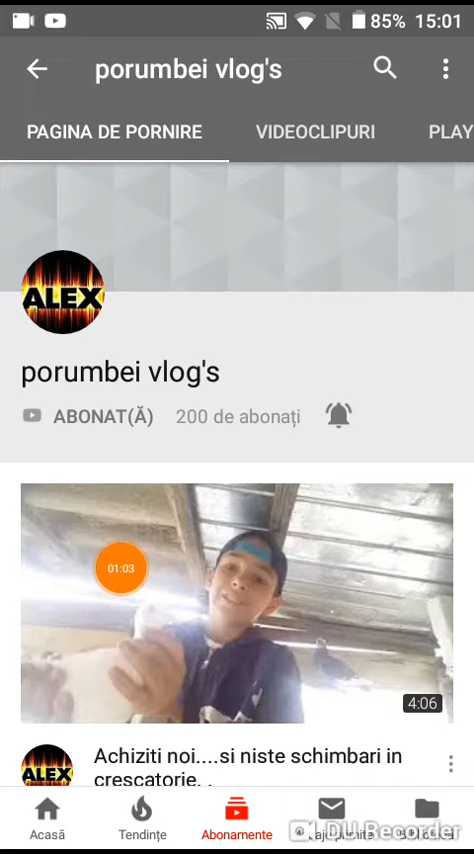 85% 15:01
porumbei vlog's
PAGINA DE PORNIRE VIDEOCLIPURI PLAY
ALEX
porumbei vlog's
ABONAT(Ă) 200 de abonați
01:03
4:06
ALEX
Achiziti noi....si niste schimbari in
crescatorie. .
Acasă Tendințe Abonamente
DU Recorder